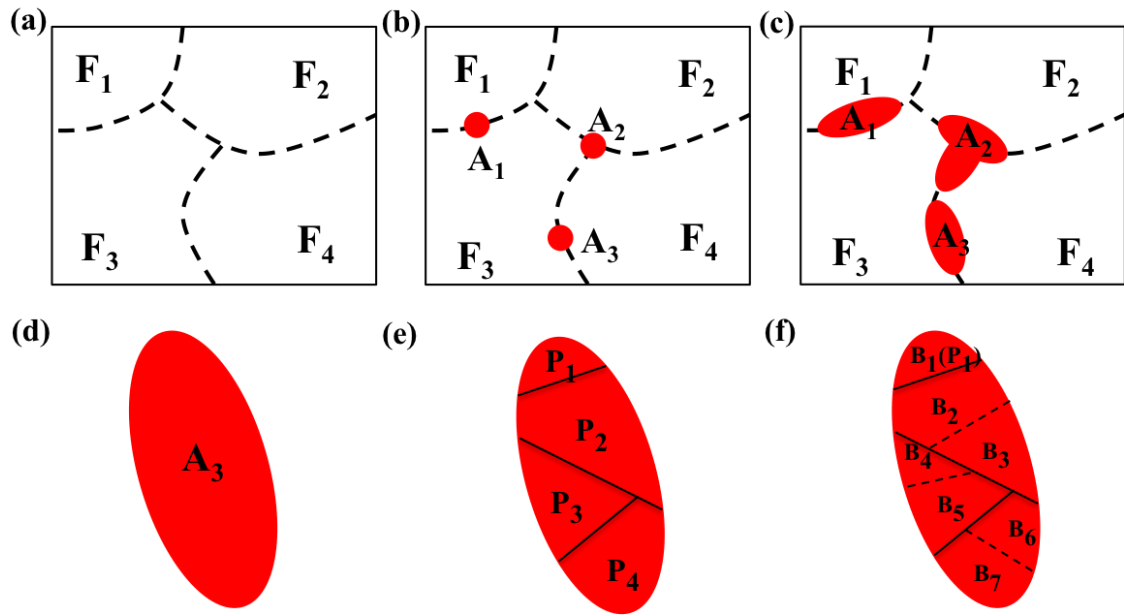 (a)
F1
F2
F3
F4
(b)
F1
F2
A1
A2
A3
F3
F4
(c)
F1
F2
A1
A2
A3
F3
F4
(d)
A3
(e)
P1
P2
P3
P4
(f)
B1(P1)
B2
B3
B4
B5
B6
B7